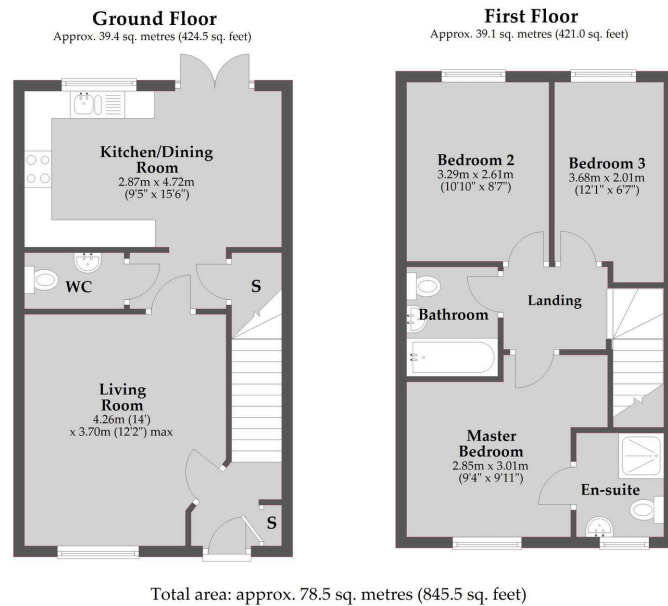 Ground Floor
Approx. 39.4 sq. metres (424.5 sq. feet)
Kitchen/Dining
Room
2.87m x 4.72m
(9'5" x 15'6")
WC
S
Living
Room
4.26m (14')
x 3.70m (12'2") max
S
First Floor
Approx. 39.1 sq. metres (421.0 sq. feet)
Bedroom 2
3.29m x 2.61m
(10'10" x 8'7")
Bedroom 3
3.68m x 2.01m
(12'1" x 6'7")
Bathroom
Landing
Master
Bedroom
2.85m x 3.01m
(9'4" x 9'11")
En-suite
Total area: approx. 78.5 sq. metres (845.5 sq. feet)